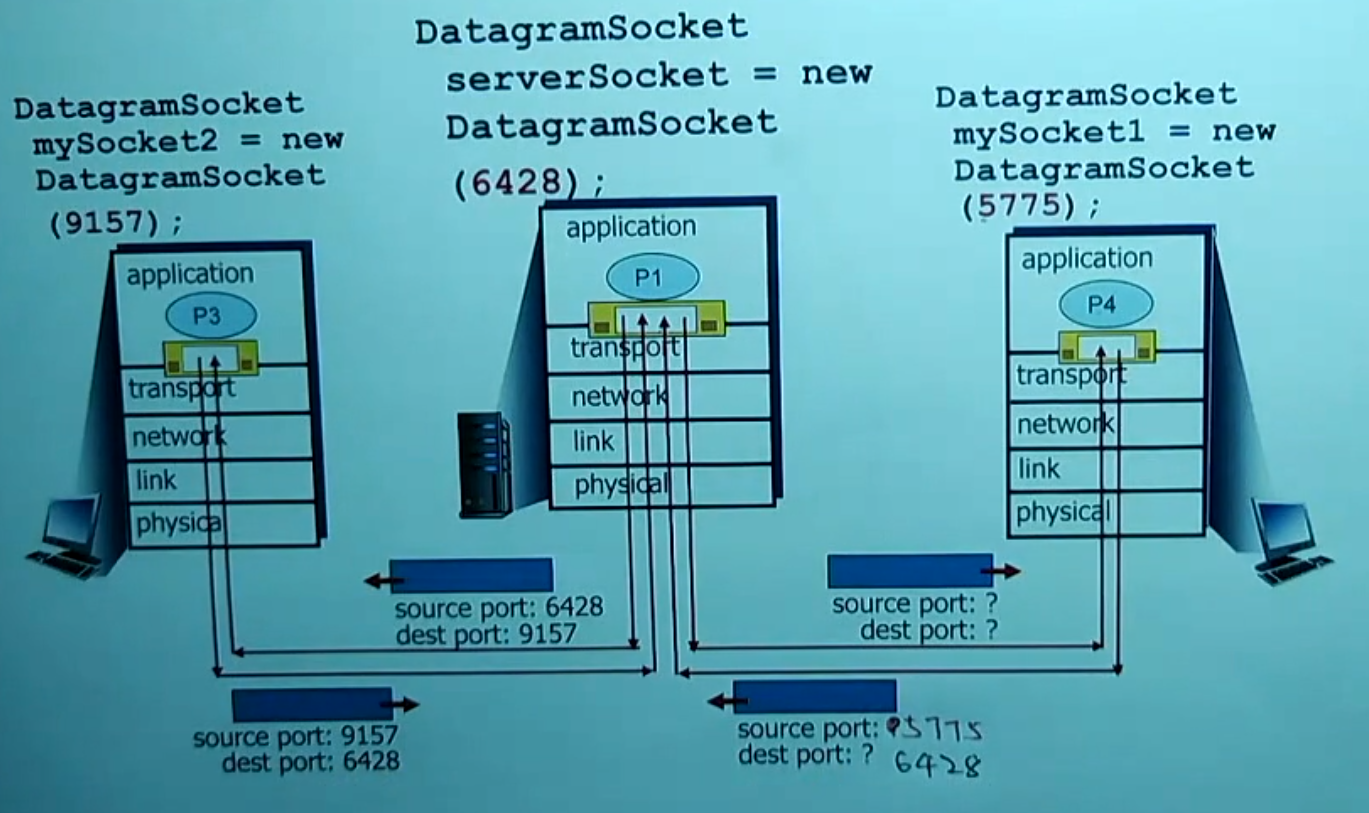 DatagramSocket
mySocket2 = new
DatagramSocket
(9157);
DatagramSocket
serverSocket = new
DatagramSocket
(6428);
DatagramSocket
mySocket1 = new
DatagramSocket
(5775);
application
P3
transport
network
link
physical
application
P1
transport
network
link
physical
application
P4
transport
network
link
physical
source port: 6428
dest port: 9157
source port: ?
dest port: ?
source port: 9157
dest port: 6428
source port: ?5775
dest port: ? 6428